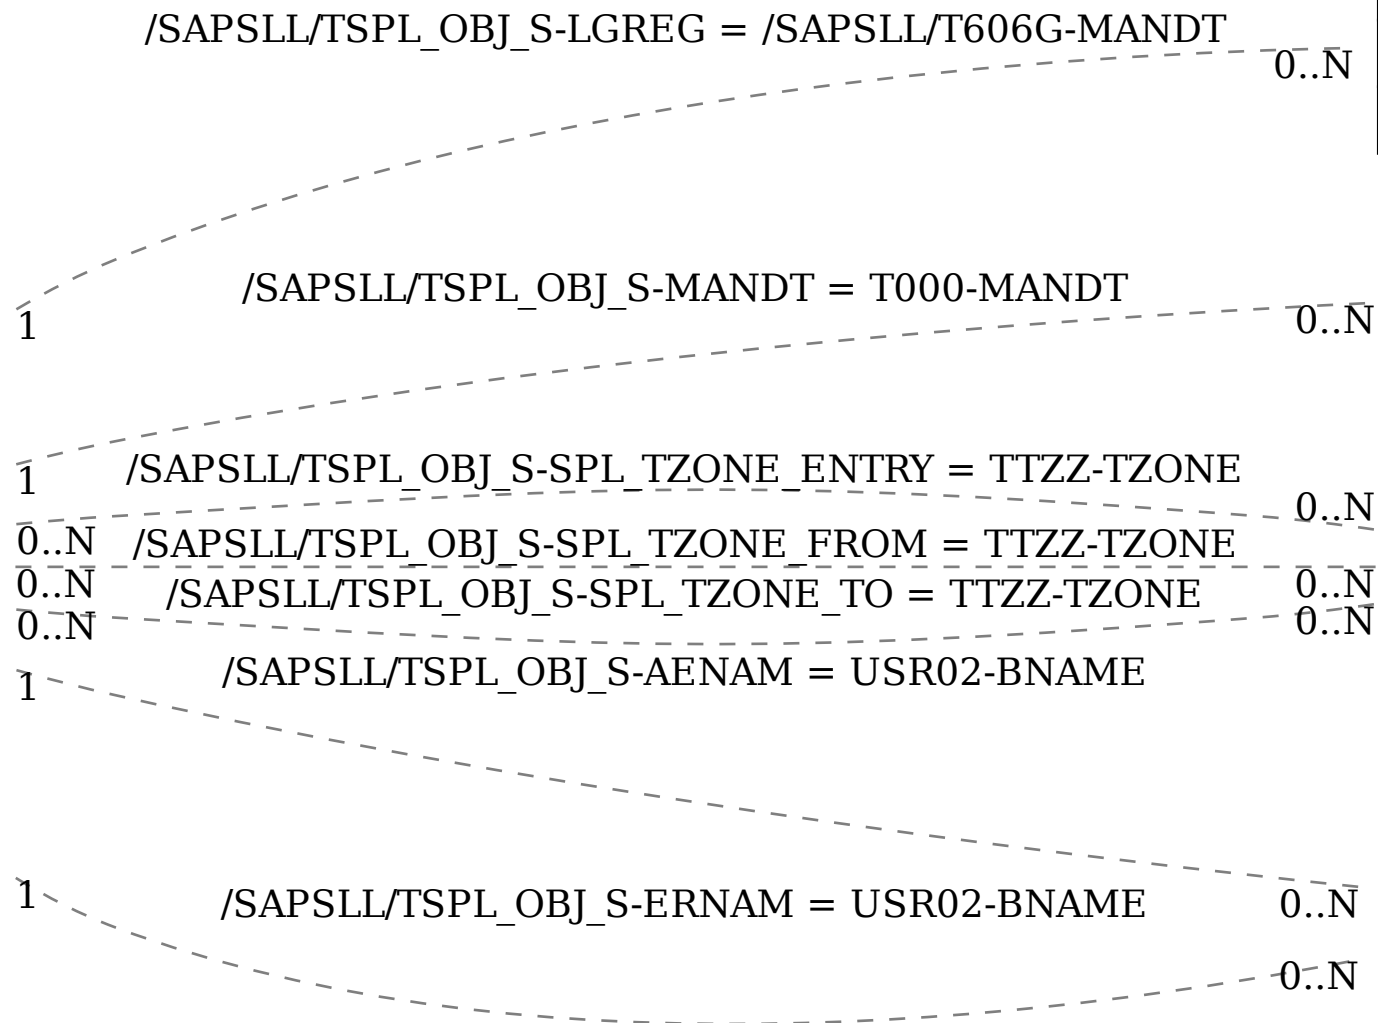 /SAPSLL/TSPL_OBJ_S-LGREG = /SAPSLL/T606G-MANDT
0..N
/SAPSLL/TSPL_OBJ_S-MANDT = T000-MANDT
1
0..N
/SAPSLL/TSPL_OBJ_S-SPL_TZONE_ENTRY = TTZZ-TZONE
1
0..N
0..N
/SAPSLL/TSPL_OBJ_S-SPL_TZONE_FROM = TTZZ-TZONE
0..N
0..N
/SAPSLL/TSPL_OBJ_S-SPL_TZONE_TO = TTZZ-TZONE
0..N
0..N
/SAPSLL/TSPL_OBJ_S-AENAM = USR02-BNAME
1
1
/SAPSLL/TSPL_OBJ_S-ERNAM = USR02-BNAME
0..N
0..N